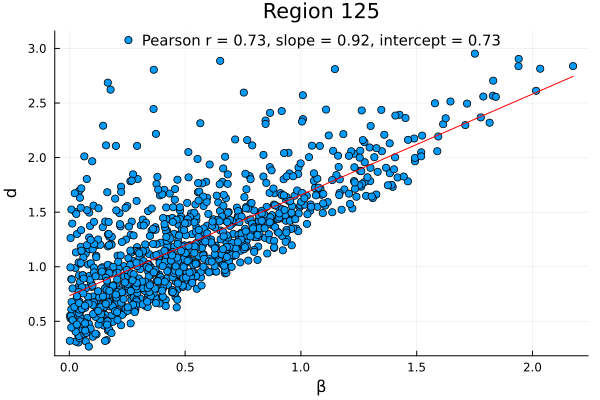 Region 125
Pearson r = 0.73, slope = 0.92, intercept = 0.73
3.0
2.5
2.0
1.5
1.0
0.5
d
0.0 0.5 1.0 1.5 2.0
β